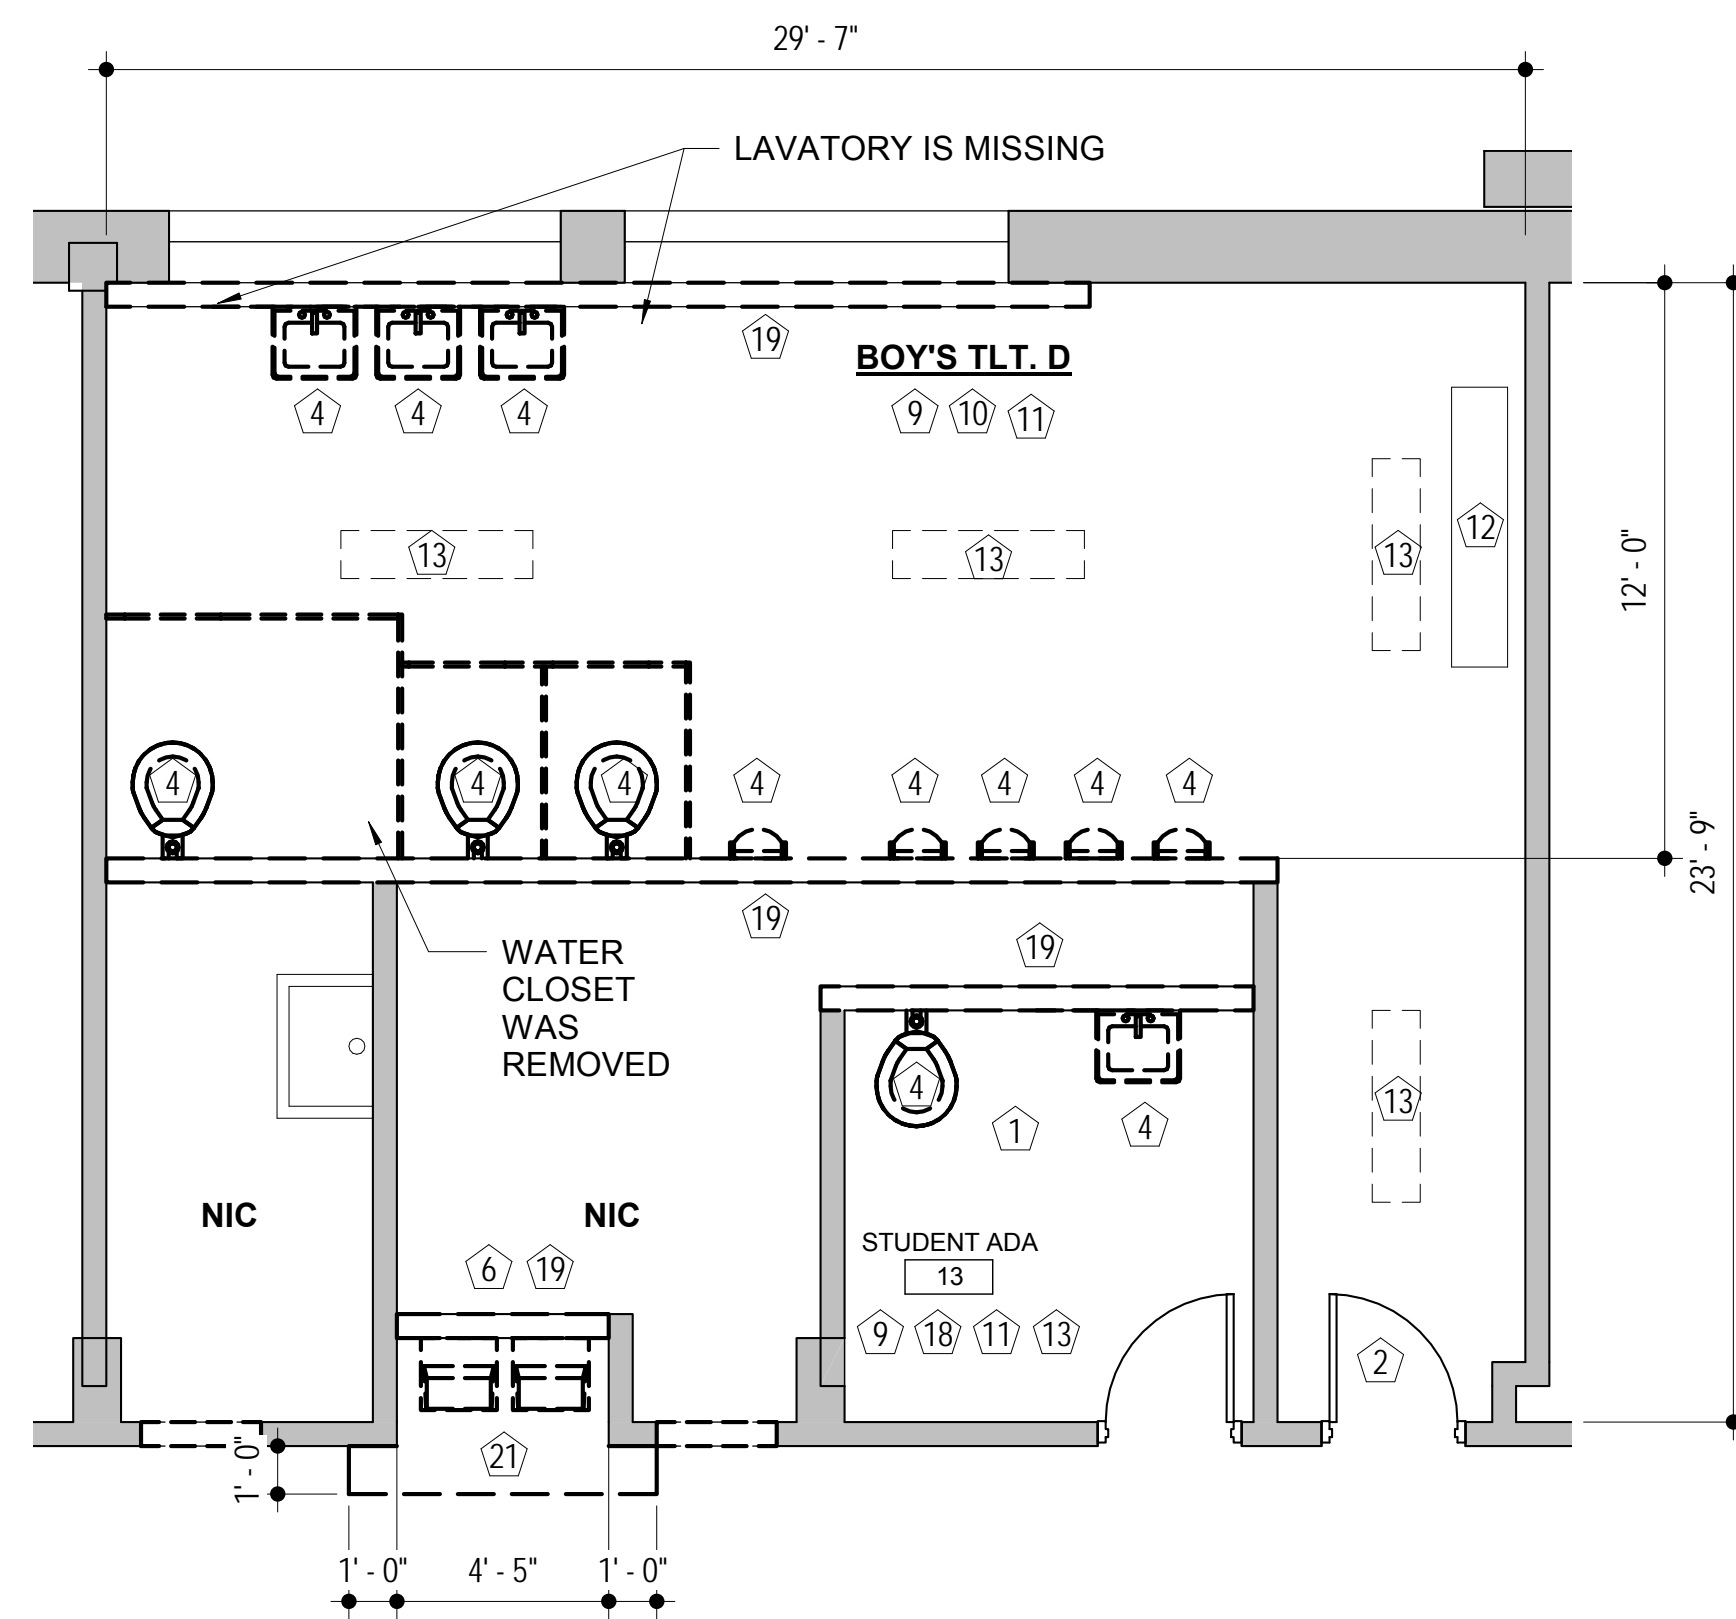 29' - 7"
LAVATORY IS MISSING
19
BOY'S TLT. D
4
4
4
9
10
11
13
13
13
12
12' - 0"
4
4
4
4
4
4
4
4
23' - 9"
19
19
WATER
CLOSET
WAS
REMOVED
4
1
4
13
NIC
NIC
STUDENT ADA
13
6
19
9
18
11
13
2
1' - 0"
21
1' - 0"
4' - 5"
1' - 0"